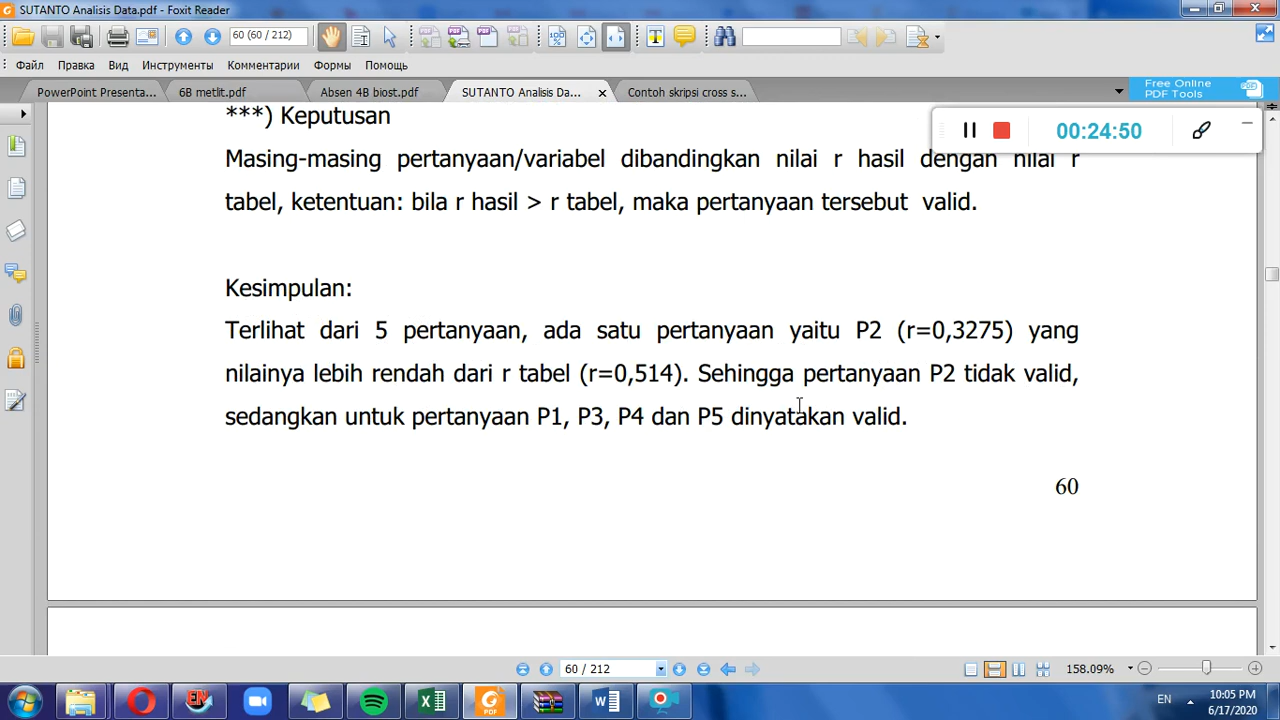 SUTANTO Analisis Data.pdf - Foxit Reader
60 (60 / 212)
Файл Правка Вид Инструменты Комментарии Формы Помощь
PowerPoint Presenta... 6B metlit.pdf Absen 4B biost.pdf SUTANTO Analisis Da... Contoh skripsi cross s...
Free Online
PDF Tools
00:24:50
***) Keputusan
Masing-masing pertanyaan/variabel dibandingkan nilai r hasil dengan nilai r
tabel, ketentuan: bila r hasil > r tabel, maka pertanyaan tersebut valid.
Kesimpulan:
Terlihat dari 5 pertanyaan, ada satu pertanyaan yaitu P2 (r=0,3275) yang
nilainya lebih rendah dari r tabel (r=0,514). Sehingga pertanyaan P2 tidak valid,
sedangkan untuk pertanyaan P1, P3, P4 dan P5 dinyatakan valid.
60
60 / 212
158.09%
EN
10:05 PM
6/17/2020